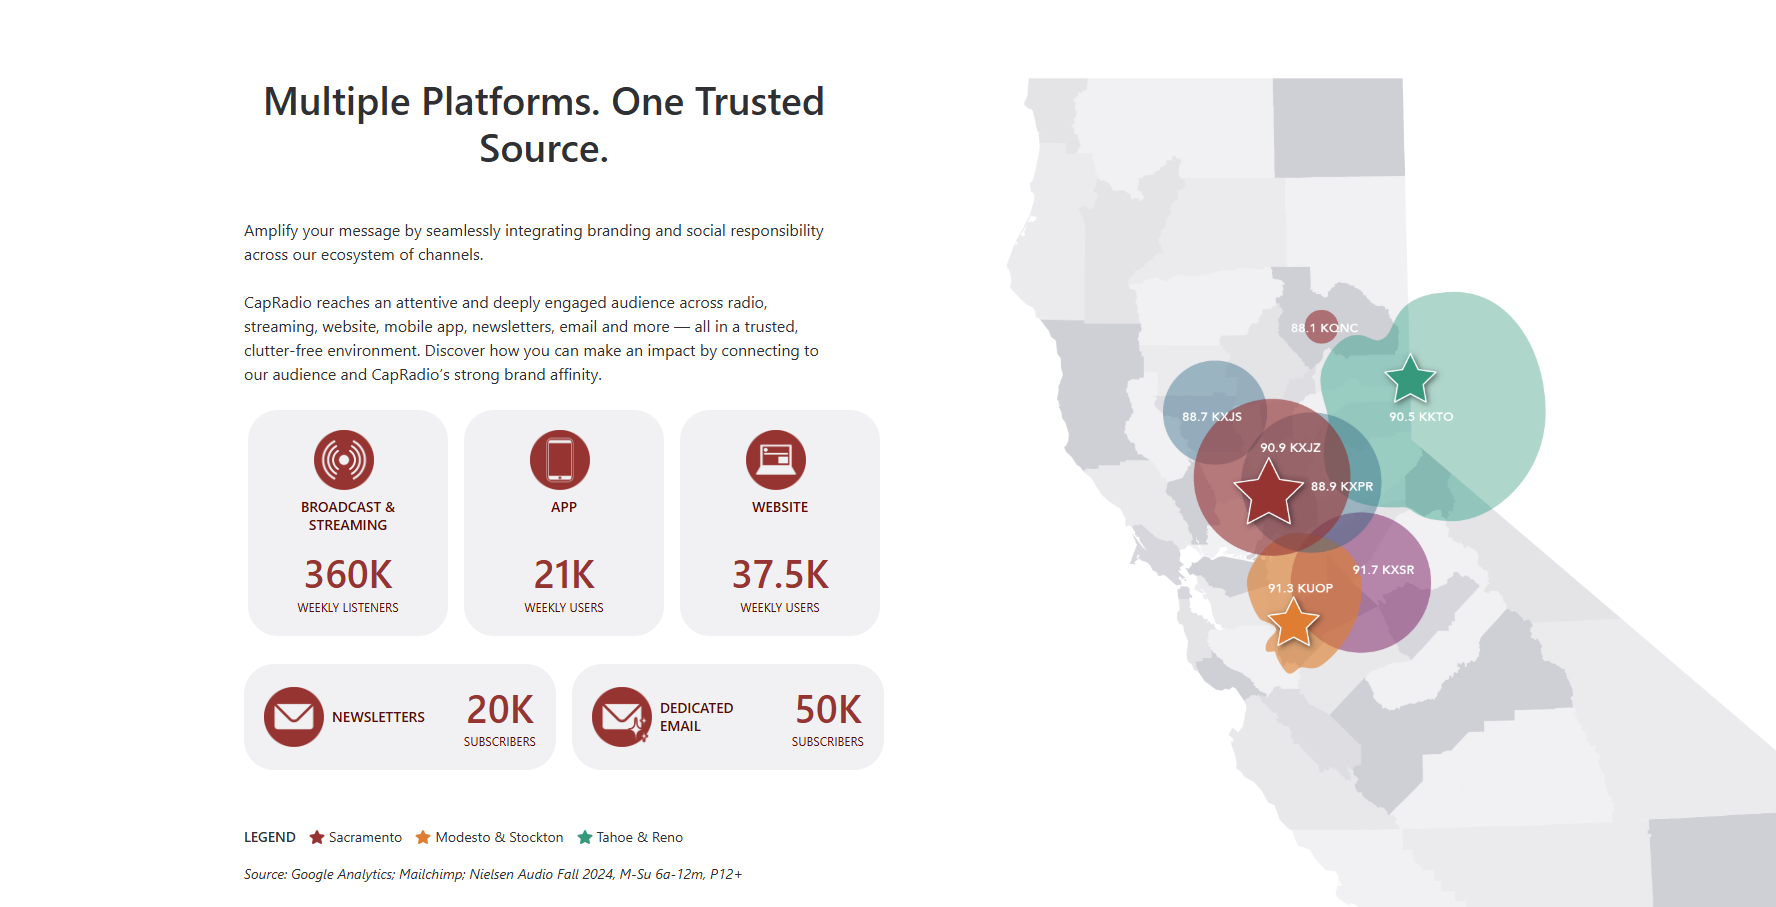 Multiple Platforms. One Trusted
Source.
Amplify your message by seamlessly integrating branding and social responsibility
across our ecosystem of channels.
CapRadio reaches an attentive and deeply engaged audience across radio,
streaming, website, mobile app, newsletters, email and more — all in a trusted,
clutter-free environment. Discover how you can make an impact by connecting to
our audience and CapRadio’s strong brand affinity.
BROADCAST &
STREAMING
360K
WEEKLY LISTENERS
APP
21K
WEEKLY USERS
WEBSITE
37.5K
WEEKLY USERS
NEWSLETTERS
20K
SUBSCRIBERS
DEDICATED
EMAIL
50K
SUBSCRIBERS
LEGEND Sacramento Modesto & Stockton Tahoe & Reno
Source: Google Analytics; Mailchimp; Nielsen Audio Fall 2024, M-Su 6a-12m, P12+
88.1 KQNC
88.7 KXJS
90.5 KKTO
90.9 KXJZ
88.9 KXPR
91.7 KXSR
91.3 KUOP